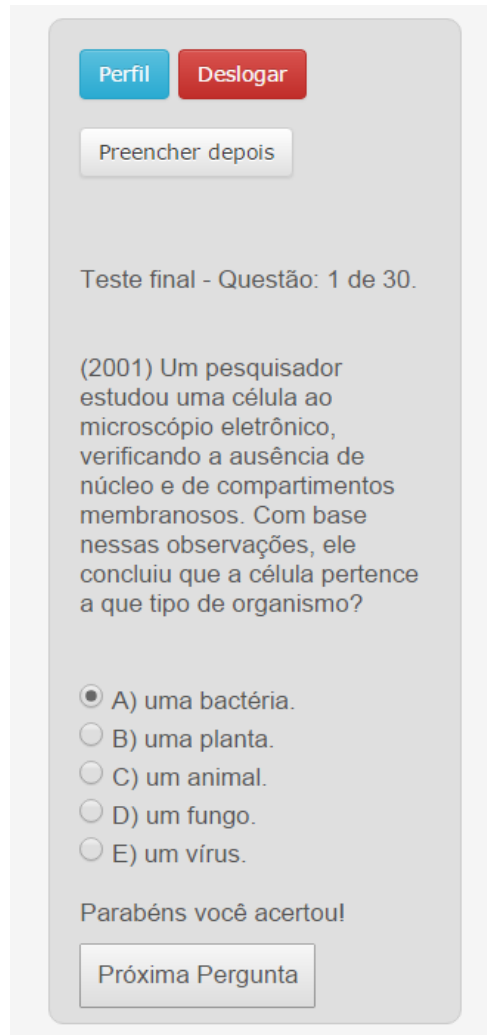 Perfil Deslogar
Preencher depois
Teste final - Questão: 1 de 30.
(2001) Um pesquisador
estudou uma célula ao
microscópio eletrônico,
verificando a ausência de
núcleo e de compartimentos
membranosos. Com base
nessas observações, ele
concluiu que a célula pertence
a que tipo de organismo?
A) uma bactéria.
B) uma planta.
C) um animal.
D) um fungo.
E) um vírus.
Parabéns você acertou!
Próxima Pergunta